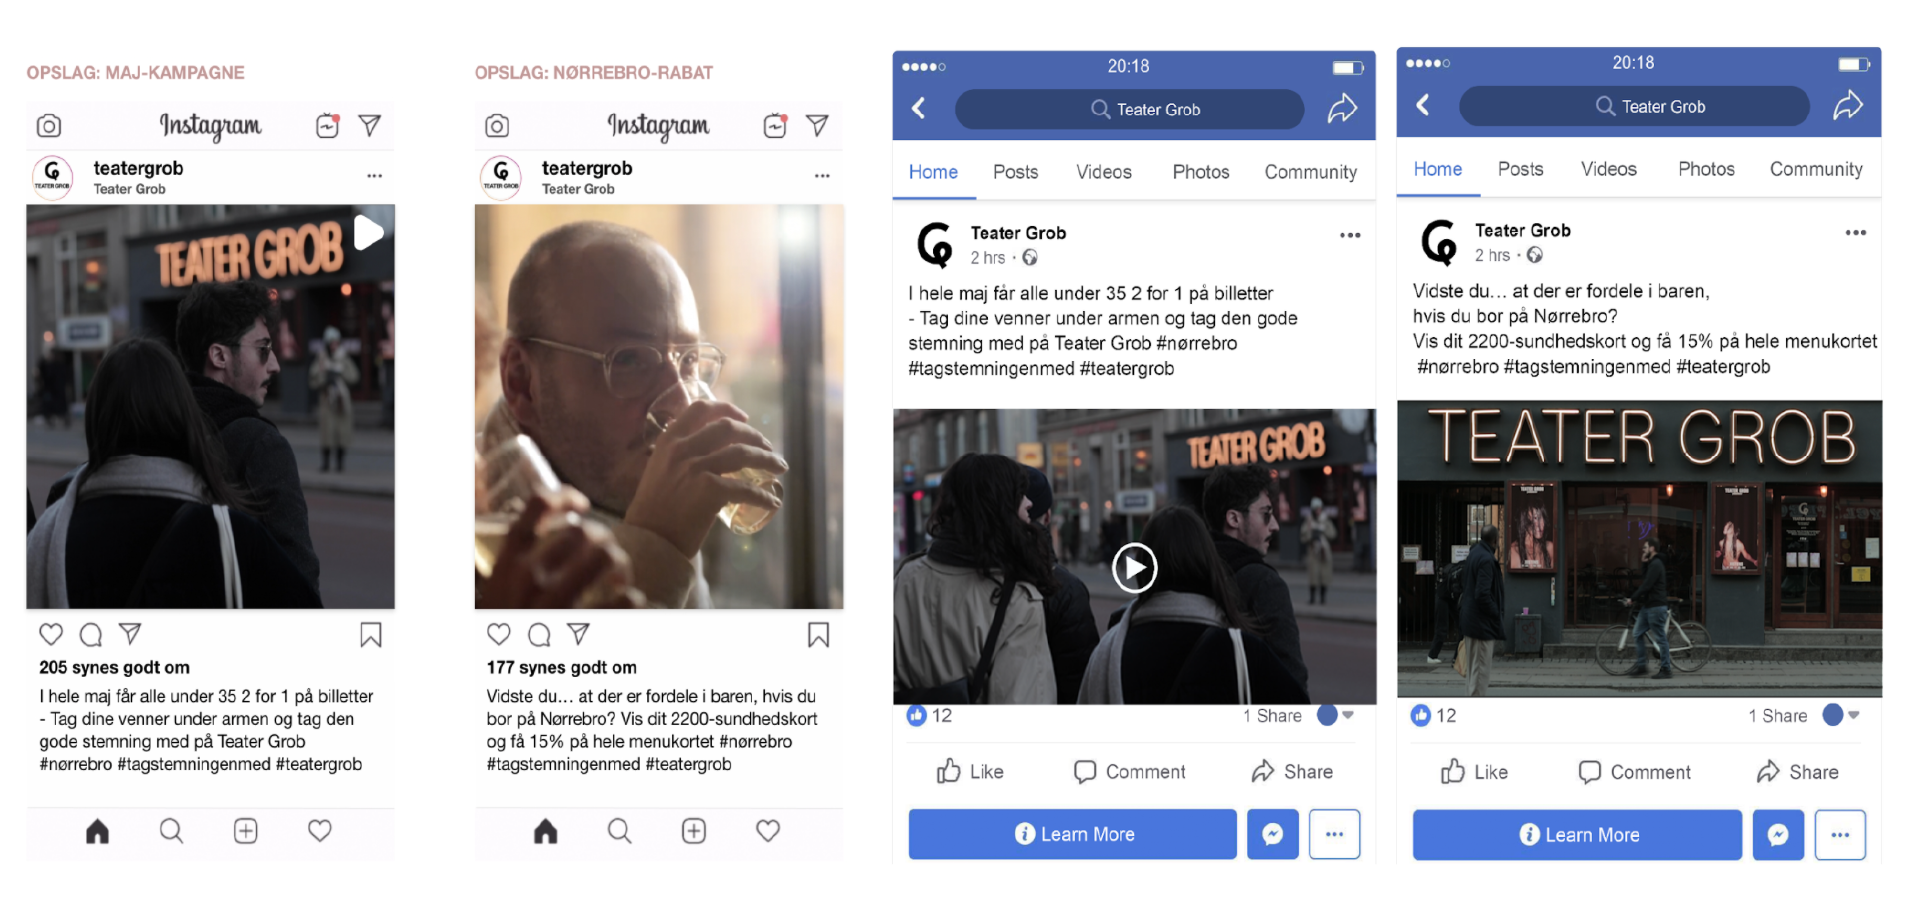 OPSLAG: MAJ-KAMPAGNE
Instagram
teatergrob
Teater Grob
TEATER GROB
TEATER GROB
205 synes godt om
I hele maj får alle under 35 2 for 1 på billetter
- Tag dine venner under armen og tag den
gode stemning med på Teater Grob
#nørrebro #tagstemningenmed #teatergrob
OPSLAG: NØRREBRO-RABAT
Instagram
teatergrob
Teater Grob
TEATER GROB
177 synes godt om
Vidste du... at der er fordele i baren, hvis du
bor på Nørrebro? Vis dit 2200-sundhedskort
og få 15% på hele menukortet #nørrebro
#tagstemningenmed #teatergrob
20:18
Teater Grob
Home Posts Videos Photos Community
Teater Grob
2 hrs
I hele maj får alle under 35 2 for 1 på billetter
- Tag dine venner under armen og tag den gode
stemning med på Teater Grob #nørrebro
#tagstemningenmed #teatergrob
TEATER GROB
12 1 Share
Like Comment Share
Learn More
20:18
Teater Grob
Home Posts Videos Photos Community
Teater Grob
2 hrs
Vidste du... at der er fordele i baren,
hvis du bor på Nørrebro?
Vis dit 2200-sundhedskort og få 15% på hele menukortet
#nørrebro #tagstemningenmed #teatergrob
TEATER GROB
TEATER GROB
TEATER GROB
12 1 Share
Like Comment Share
Learn More